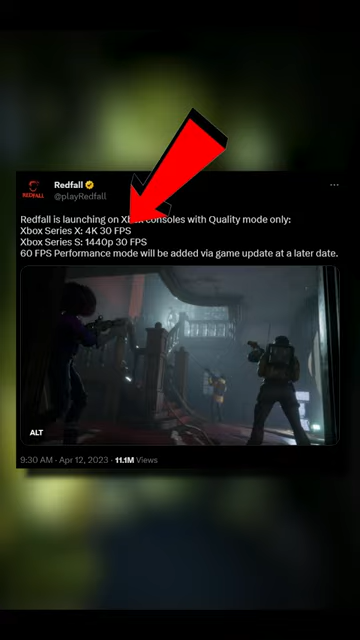 REDFALL
Redfall
@playRedfall
Redfall is launching on Xbox consoles with Quality mode only:
Xbox Series X: 4K 30 FPS
Xbox Series S: 1440p 30 FPS
60 FPS Performance mode will be added via game update at a later date.
ALT
9:30 AM · Apr 12, 2023 · 11.1M Views